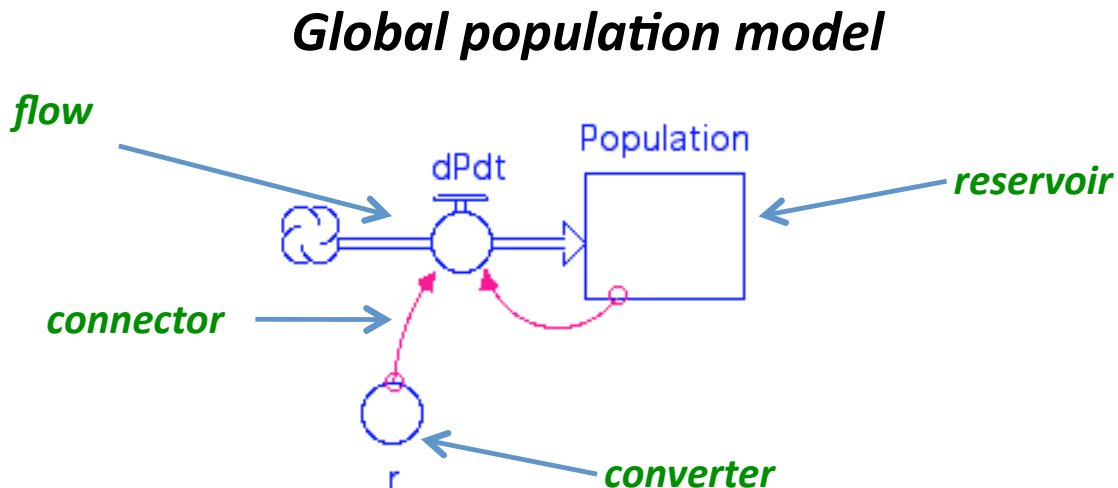 Global population model
flow
Population
dPdt
reservoir
connector
converter
r